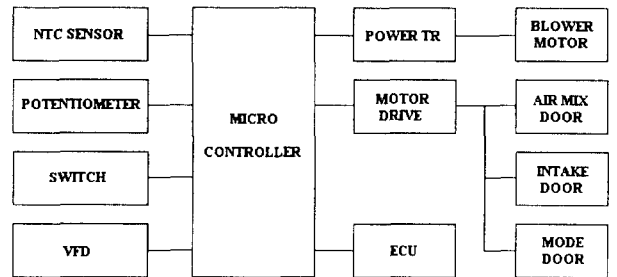 NTC SENSOR
POTENTIOMETER
SWITCH
VFD
MICRO
CONTROLLER
POWER TR
MOTOR
DRIVE
ECU
BLOWER
MOTOR
AIR MIX
DOOR
INTAKE
DOOR
MODE
DOOR